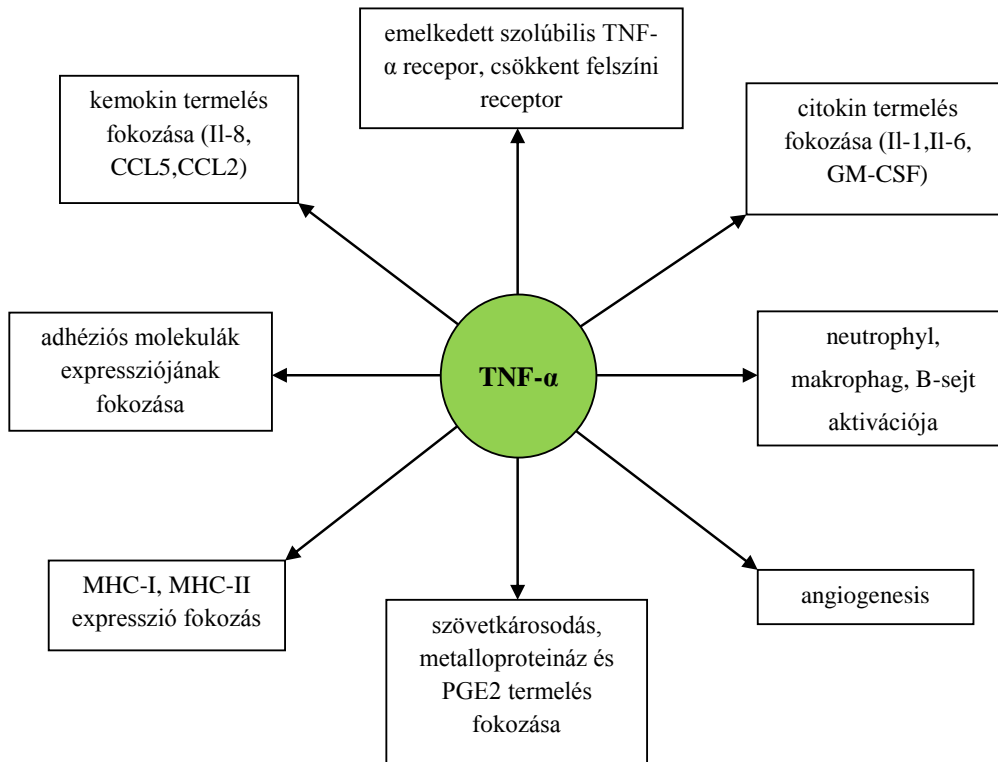 emelkedett szolúbilis TNF-
α recepor, csökkent felszíni
receptor
kemokin termelés
fokozása (Il-8,
CCL5,CCL2)
citokin termelés
fokozása (Il-1,Il-6,
GM-CSF)
adhéziós molekulák
expressziójának
fokozása
TNF-α
neutrophyl,
makrophag, B-sejt
aktivációja
MHC-I, MHC-II
expresszió fokozás
szövetkárosodás,
metalloproteináz és
PGE2 termelés
fokozása
angiogenesis